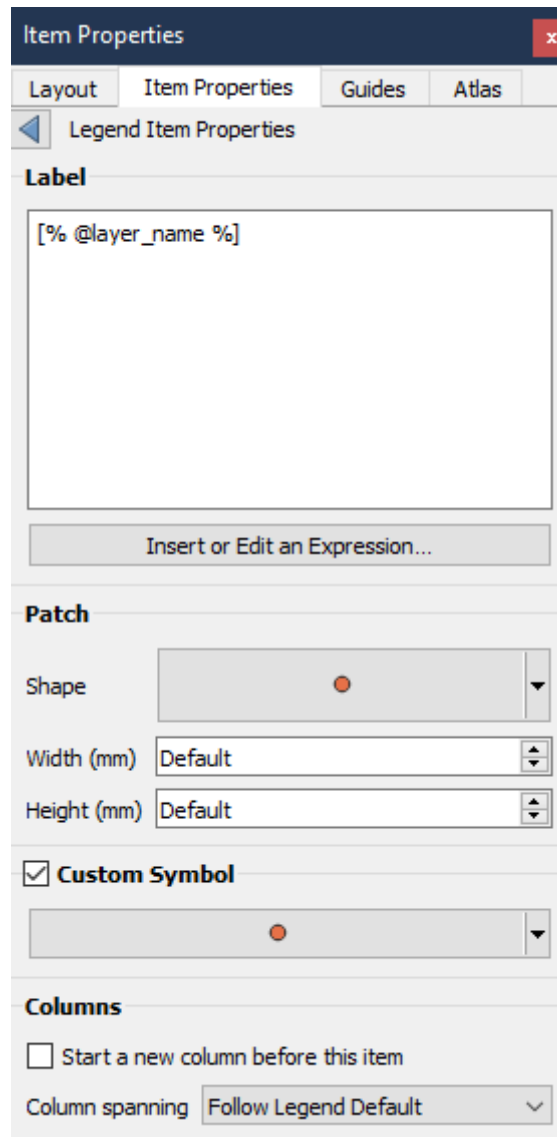 Item Properties
x
Layout Item Properties Guides Atlas
Legend Item Properties
Label
[% @layer_name %]
Insert or Edit an Expression...
Patch
Shape
Width (mm) Default
Height (mm) Default
Custom Symbol
Columns
Start a new column before this item
Column spanning Follow Legend Default